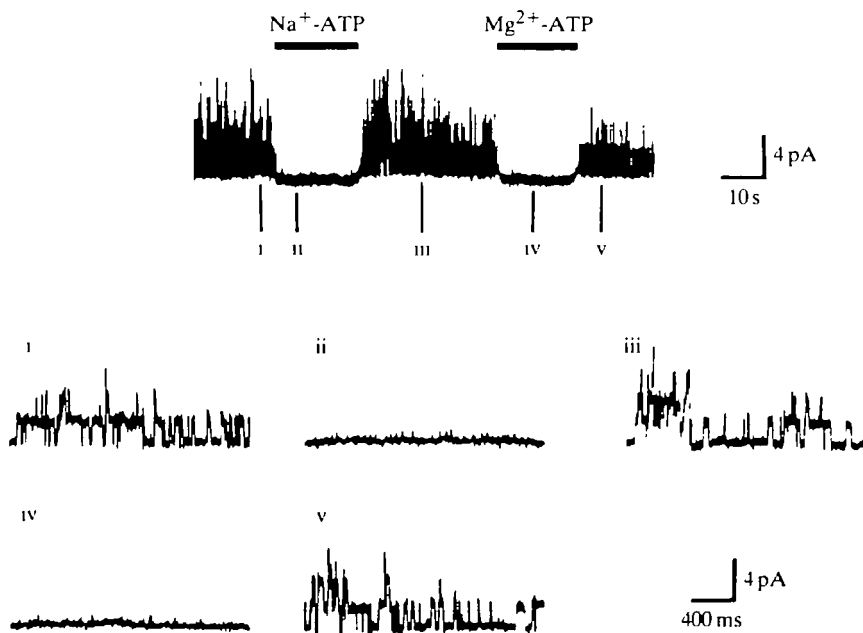 Na+-ATP Mg2+-ATP
4 pA
10 s
i ii iii iv v
i ii iii
iv v
4 pA
400 ms